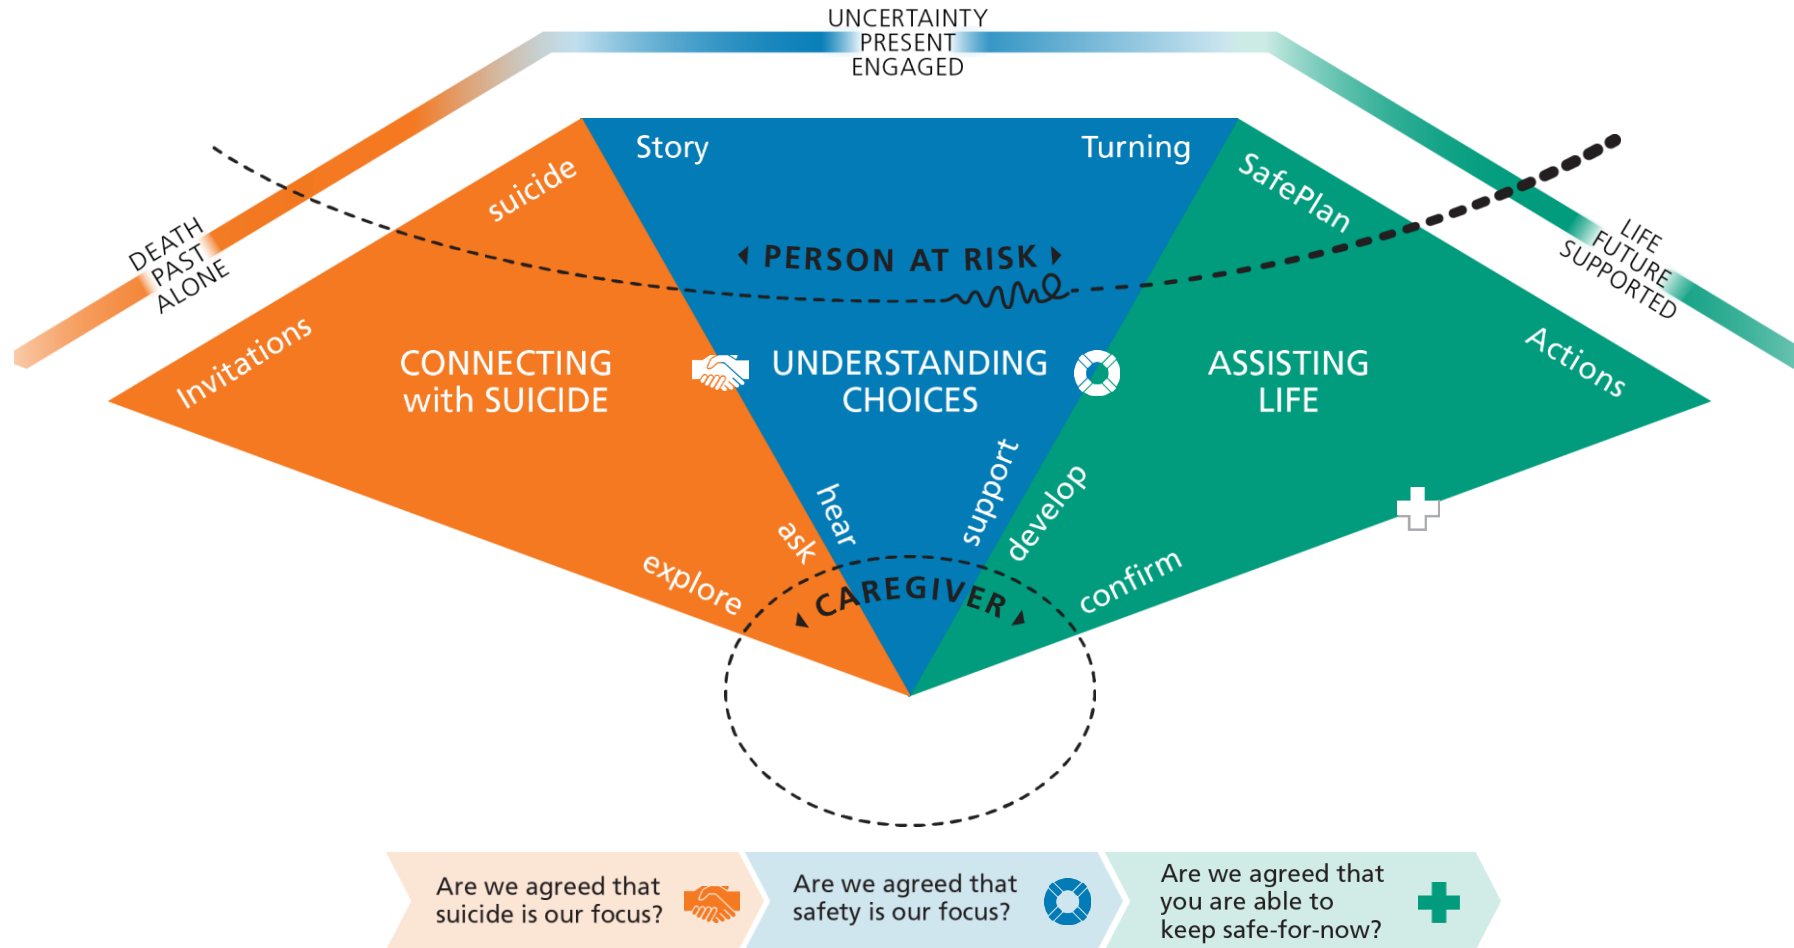 UNCERTAINTY
PRESENT
ENGAGED
DEATH
PAST
ALONE
LIFE
FUTURE
SUPPORTED
Invitations
suicide
Story
Turning
SafePlan
Actions
PERSON AT RISK
CONNECTING
with SUICIDE
UNDERSTANDING
CHOICES
ASSISTING
LIFE
explore
ask
hear
support
develop
confirm
CAREGIVER
Are we agreed that
suicide is our focus?
Are we agreed that
safety is our focus?
Are we agreed that
you are able to
keep safe-for-now?